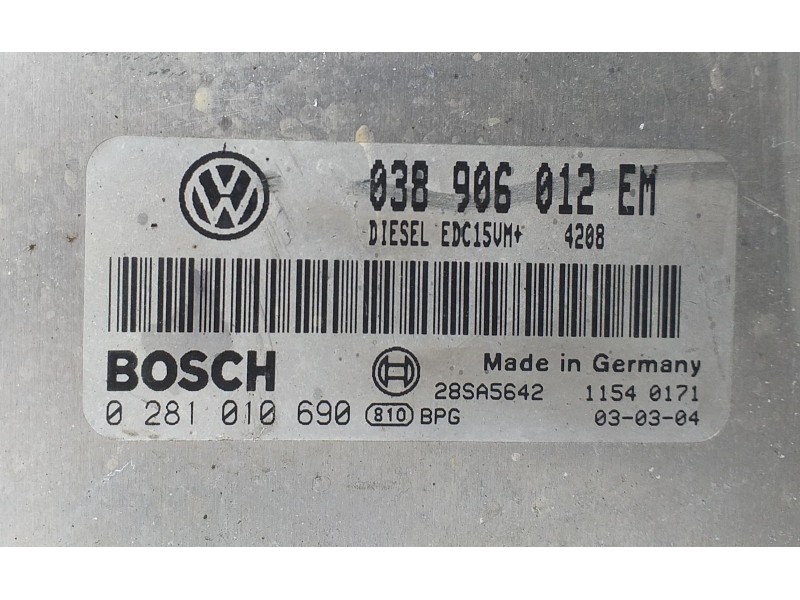 038 906 012 EM
DIESEL EDC15VM+ 4208
BOSCH
Made in Germany
28SA5642 1154 0171
0 281 010 690 810 BPG 03-03-04